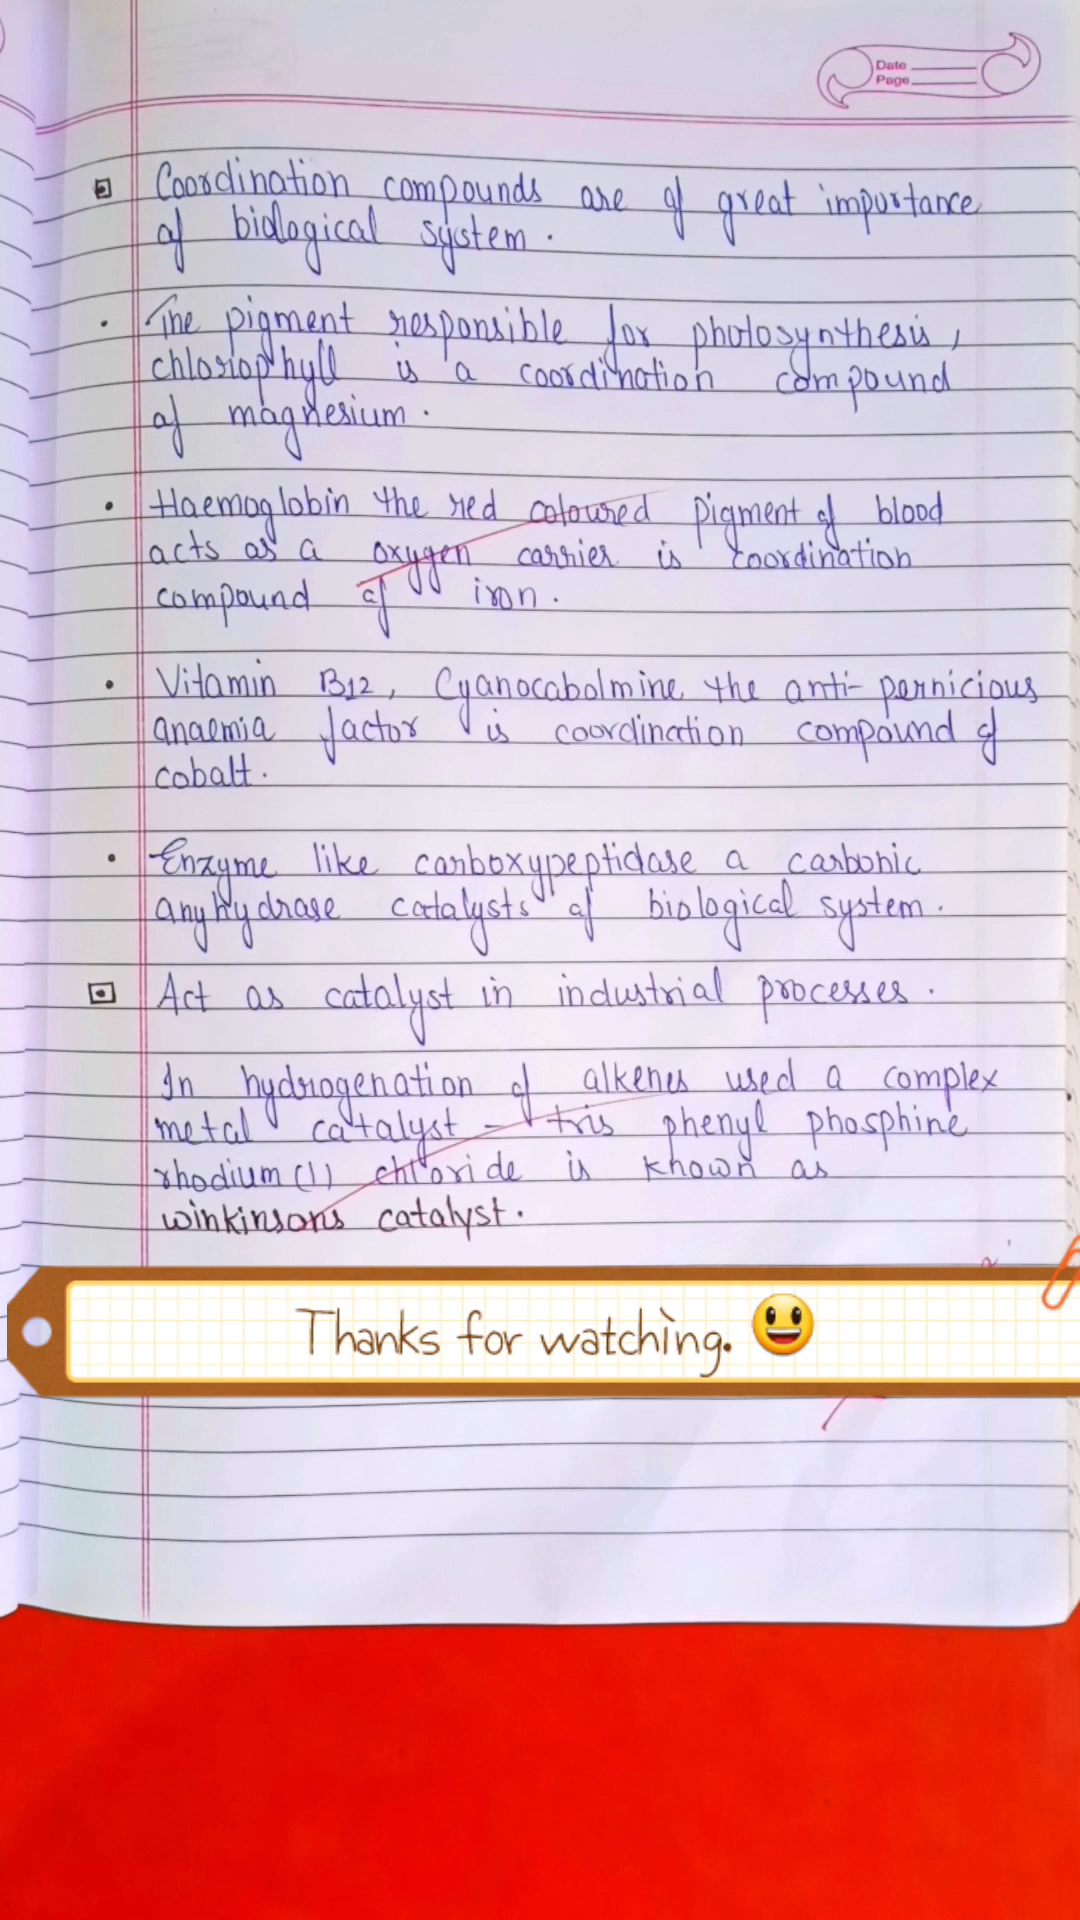 Date
Page
Coordination compounds are of great importance
of biological system.
The pigment responsible for photosynthesis,
chlorophyll is a coordination compound
of magnesium.
Haemoglobin the red coloured pigment of blood
acts as a oxygen carrier is coordination
compound of iron.
Vitamin B12, Cyanocabolmine, the anti-pernicious
anaemia factor is coordination compound of
cobalt.
Enzyme like carboxypeptidase a carbonic
anyhydrase catalysts of biological system.
Act as catalyst in industrial processes.
In hydrogenation of alkenes used a complex
metal catalyst - tris phenyl phosphine
rhodium (1) chloride is known as
winkinsons catalyst.
Thanks for watching. 😃